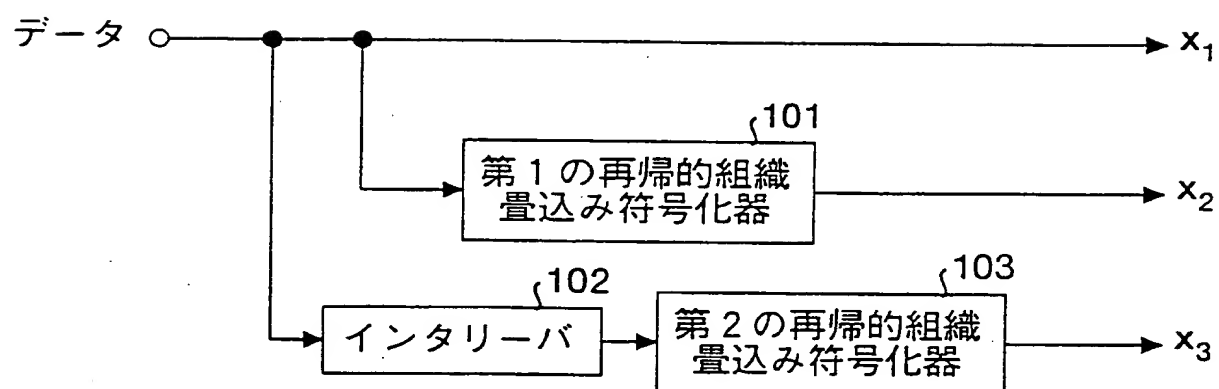 データ
x₁
101
第1の再帰的組織
畳込み符号化器
x₂
102
インタリーバ
103
第2の再帰的組織
畳込み符号化器
x₃